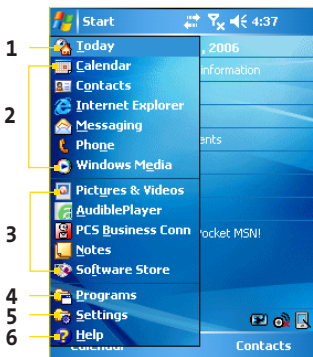 Start 4:37
1 Today , 2006
Calendar nformation
Contacts
Internet Explorer
2 Messaging
Phone ents
Windows Media
Pictures & Videos
AudiblePlayer
3 PCS Business Conn ocket MSN!
Notes
Software Store
4 Programs
5 Settings
6 Help
Calendar Contacts